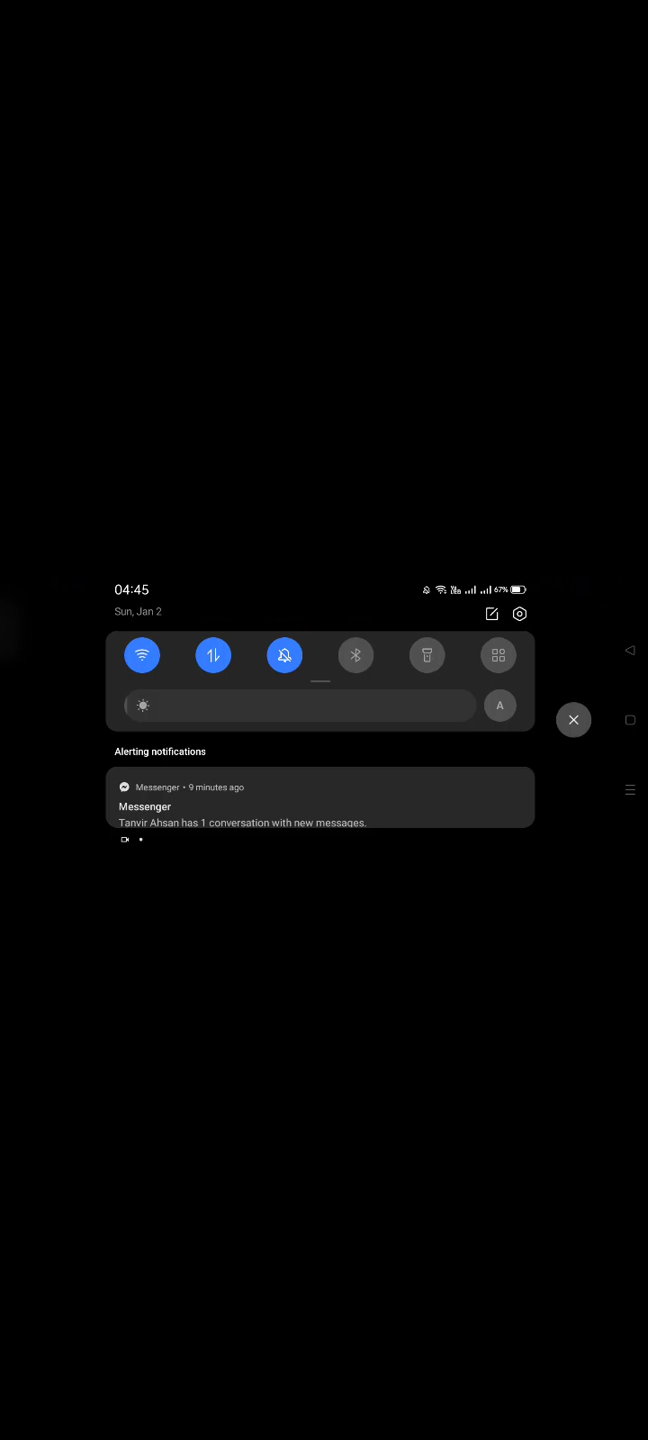 04:45
67%
Sun, Jan 2
A
Alerting notifications
Messenger • 9 minutes ago
Messenger
Tanvir Ahsan has 1 conversation with new messages.